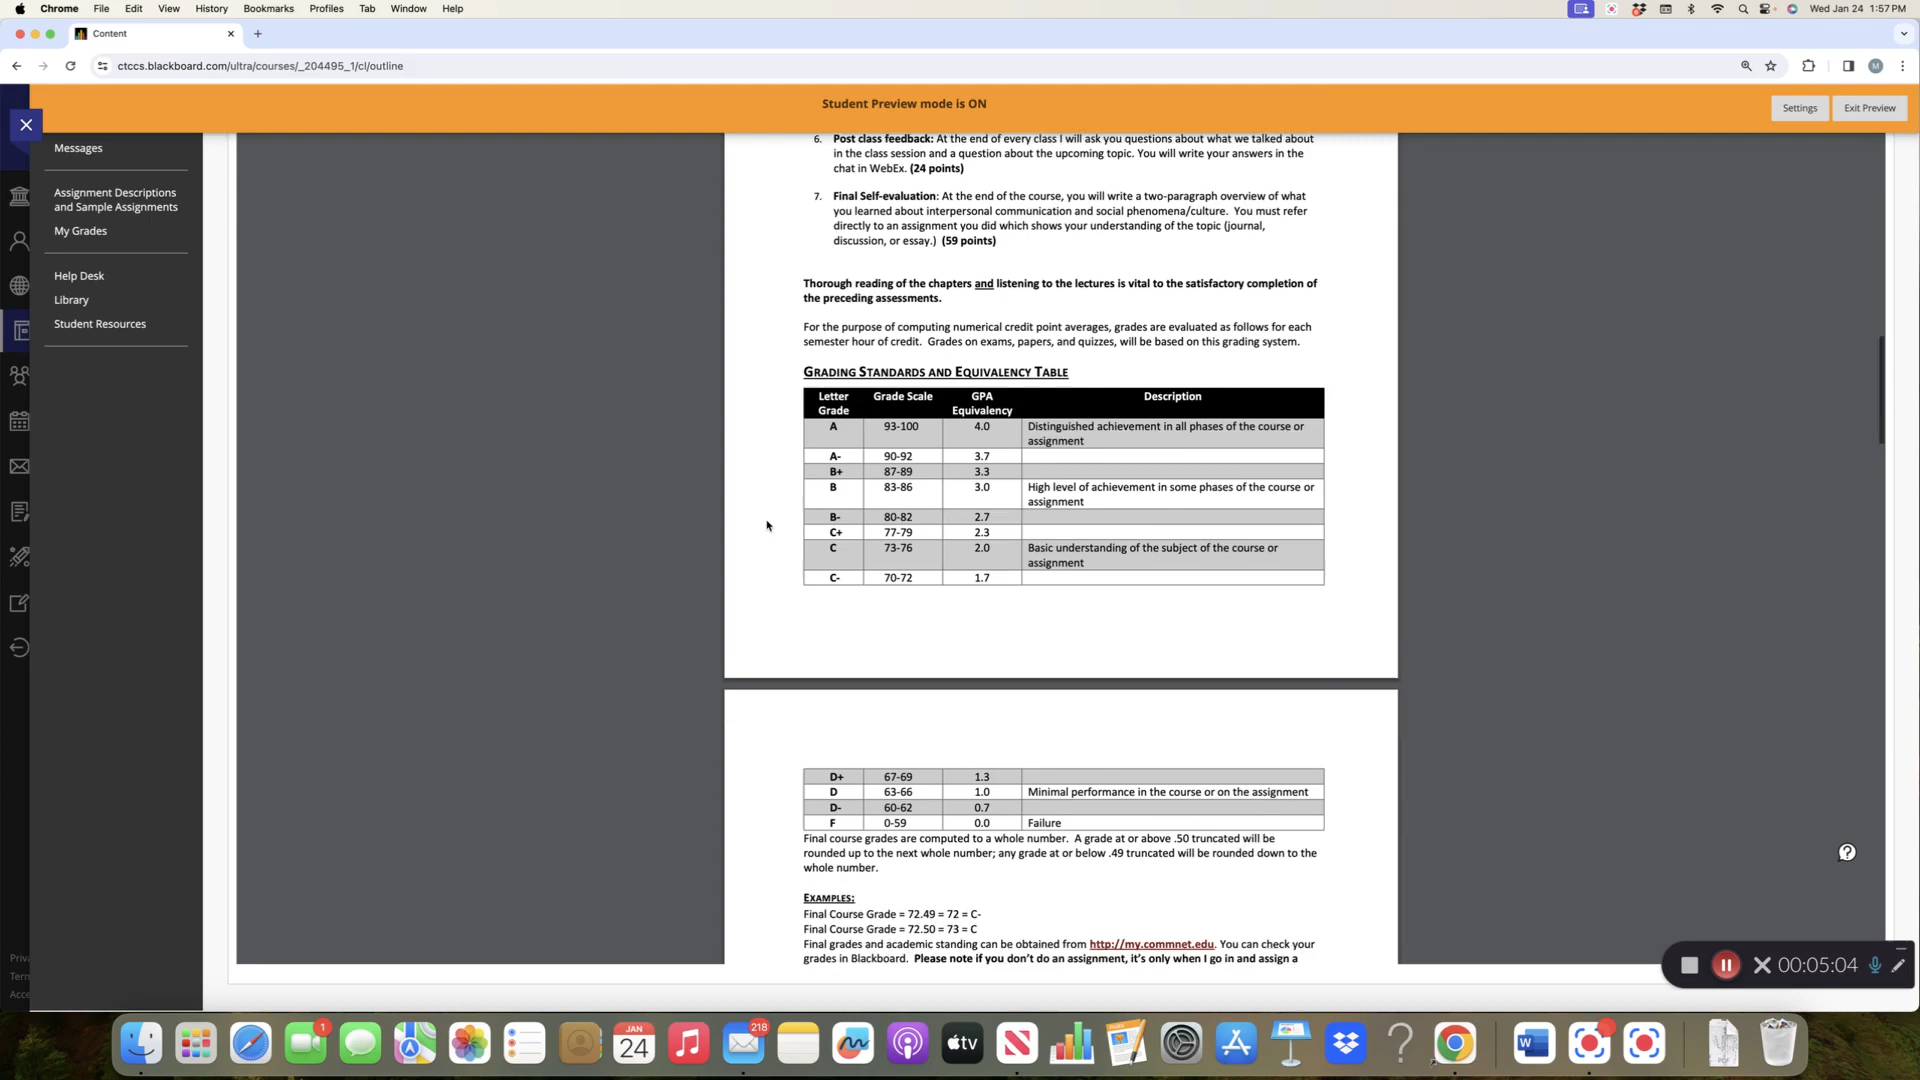 Chrome File Edit View History Bookmarks Profiles Tab Window Help Wed Jan 24 1:57 PM
Content
ctccs.blackboard.com/ultra/courses/_204495_1/cl/outline M
Student Preview mode is ON
Settings Exit Preview
Messages
Assignment Descriptions
and Sample Assignments
My Grades
Help Desk
Library
Student Resources
6. Post class feedback: At the end of every class I will ask you questions about what we talked about
in the class session and a question about the upcoming topic. You will write your answers in the
chat in WebEx. (24 points)
7. Final Self-evaluation: At the end of the course, you will write a two-paragraph overview of what
you learned about interpersonal communication and social phenomena/culture. You must refer
directly to an assignment you did which shows your understanding of the topic (journal,
discussion, or essay.) (59 points)
Thorough reading of the chapters and listening to the lectures is vital to the satisfactory completion of
the preceding assessments.
For the purpose of computing numerical credit point averages, grades are evaluated as follows for each
semester hour of credit. Grades on exams, papers, and quizzes, will be based on this grading system.
GRADING STANDARDS AND EQUIVALENCY TABLE
Letter Grade Scale GPA Description
Grade Equivalency
A 93-100 4.0 Distinguished achievement in all phases of the course or
assignment
A- 90-92 3.7
B+ 87-89 3.3
B 83-86 3.0 High level of achievement in some phases of the course or
assignment
B- 80-82 2.7
C+ 77-79 2.3
C 73-76 2.0 Basic understanding of the subject of the course or
assignment
C- 70-72 1.7
D+ 67-69 1.3
D 63-66 1.0 Minimal performance in the course or on the assignment
D- 60-62 0.7
F 0-59 0.0 Failure
Final course grades are computed to a whole number. A grade at or above .50 truncated will be
rounded up to the next whole number; any grade at or below .49 truncated will be rounded down to the
whole number.
EXAMPLES:
Final Course Grade = 72.49 = 72 = C-
Final Course Grade = 72.50 = 73 = C
Final grades and academic standing can be obtained from http://my.commnet.edu. You can check your
grades in Blackboard. Please note if you don't do an assignment, it's only when I go in and assign a
Priva
Term
Acce
00:05:04
1
JAN
24
218
tv
W
PDF